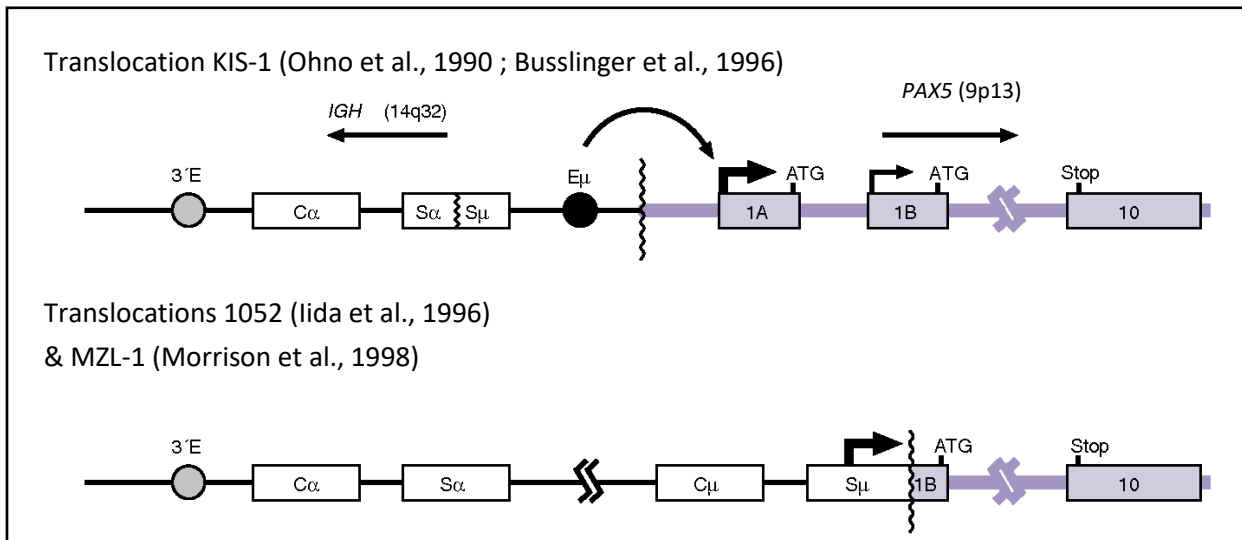 Translocation KIS-1 (Ohno et al., 1990 ; Busslinger et al., 1996)
IGH (14q32)
PAX5 (9p13)
3´E
Eµ
ATG
ATG
Stop
Cα
Sα
Sµ
1A
1B
10
Translocations 1052 (Iida et al., 1996)
& MZL-1 (Morrison et al., 1998)
3´E
ATG
Stop
Cα
Sα
Cµ
Sµ
1B
10